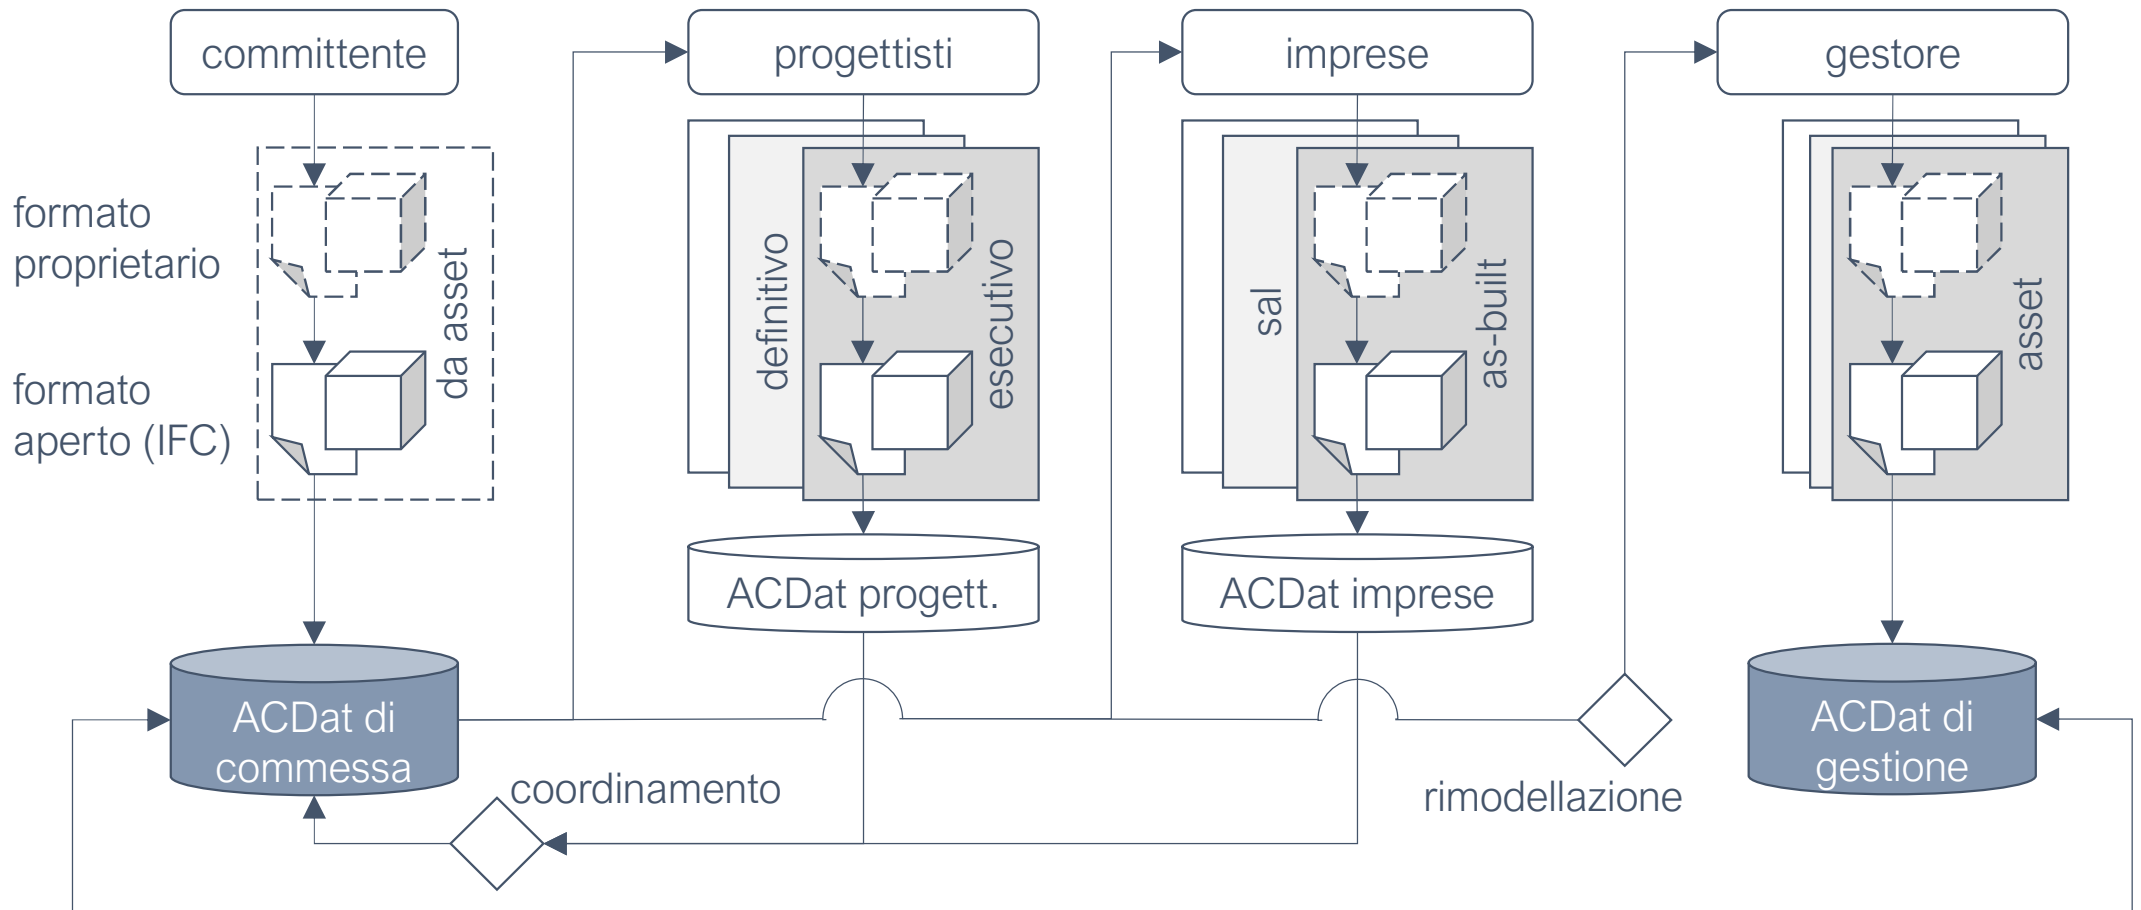 committente
progettisti
imprese
gestore
formato
proprietario
formato
aperto (IFC)
da asset
definitivo
esecutivo
sal
as-built
asset
ACDat progett.
ACDat imprese
ACDat di
commessa
ACDat di
gestione
coordinamento
rimodellazione